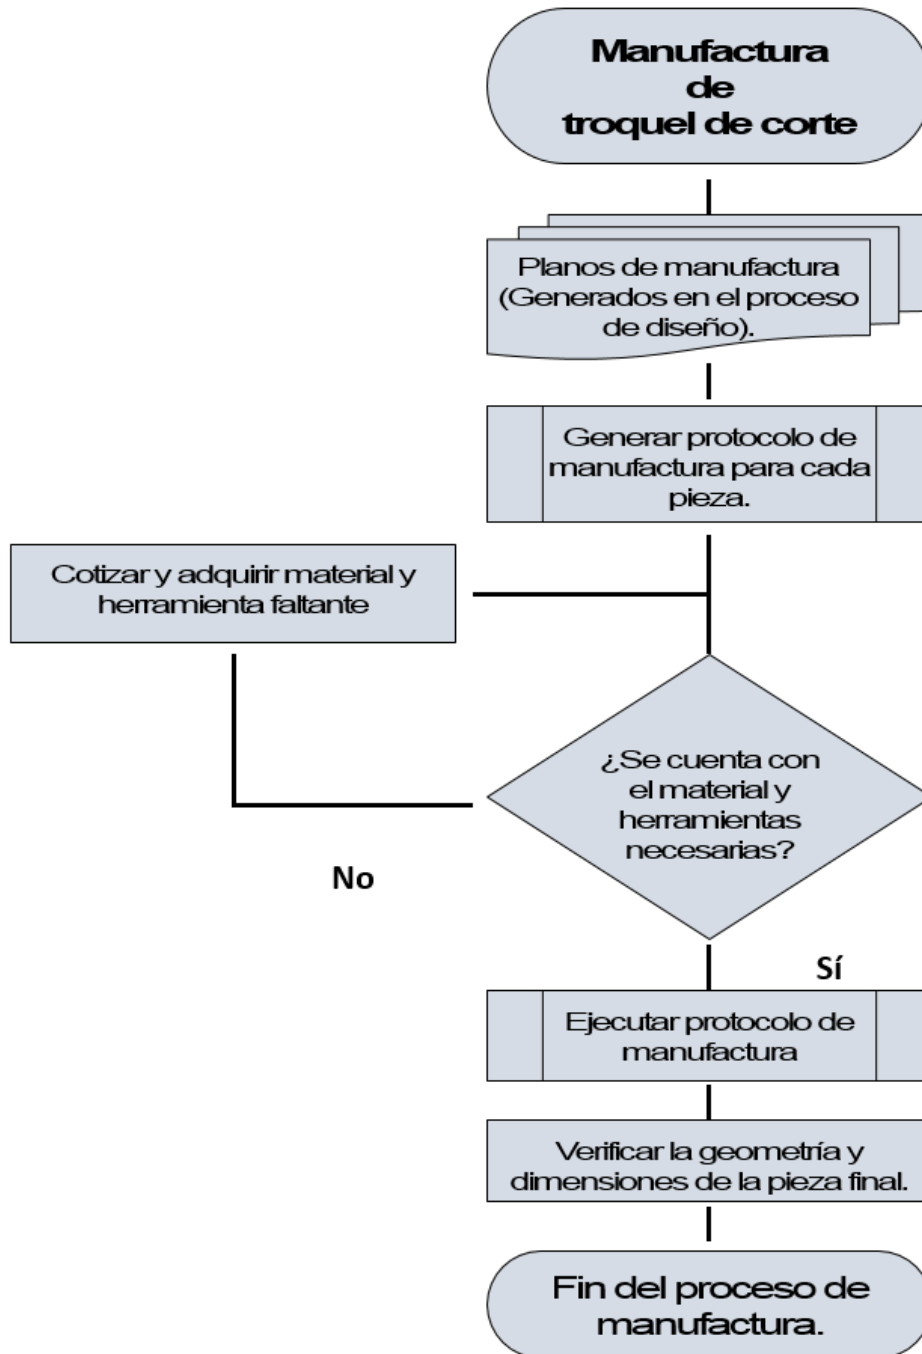 Manufactura
de
troquel de corte
Planos de manufactura
(Generados en el proceso
de diseño).
Generar protocolo de
manufactura para cada
pieza.
Cotizar y adquirir material y
herramienta faltante
¿Se cuenta con
el material y
herramientas
necesarias?
No
Sí
Ejecutar protocolo de
manufactura
Verificar la geometría y
dimensiones de la pieza final.
Fin del proceso de
manufactura.